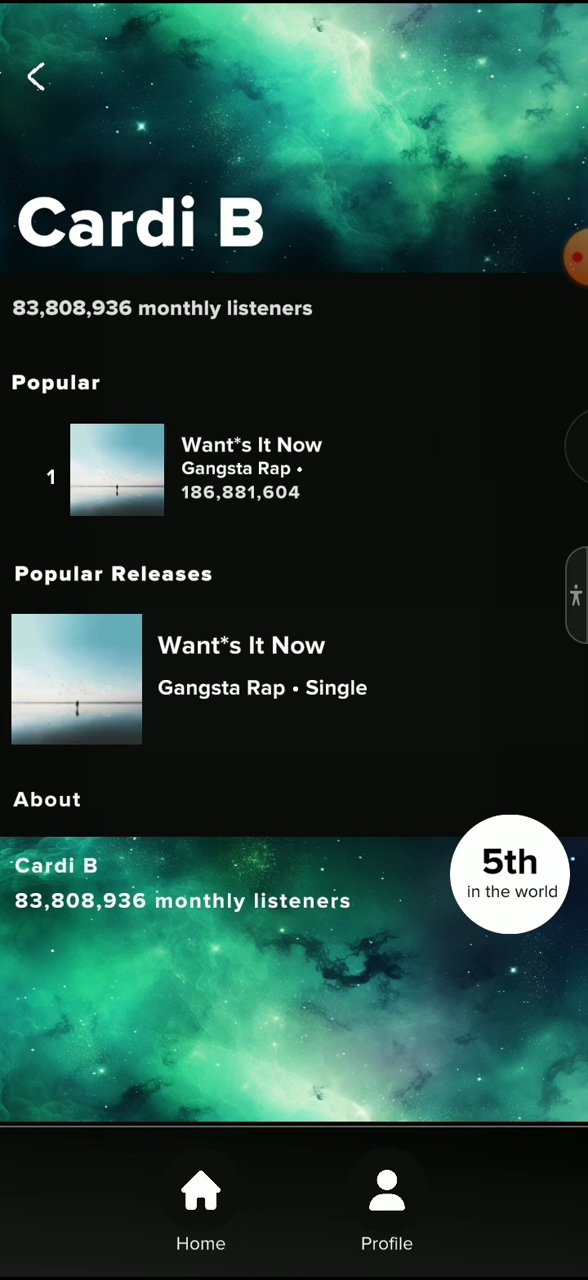 Cardi B
83,808,936 monthly listeners
Popular
1
Want*s It Now
Gangsta Rap •
186,881,604
Popular Releases
Want*s It Now
Gangsta Rap • Single
About
Cardi B
83,808,936 monthly listeners
5th
in the world
Home
Profile